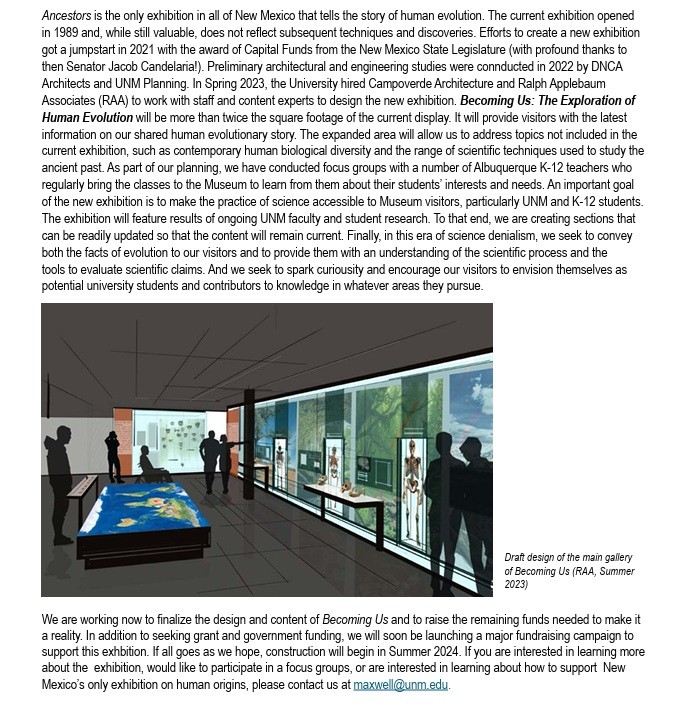 Ancestors is the only exhibition in all of New Mexico that tells the story of human evolution. The current exhibition opened
in 1989 and, while still valuable, does not reflect subsequent techniques and discoveries. Efforts to create a new exhibition
got a jumpstart in 2021 with the award of Capital Funds from the New Mexico State Legislature (with profound thanks to
then Senator Jacob Candelaria!). Preliminary architectural and engineering studies were connducted in 2022 by DNCA
Architects and UNM Planning. In Spring 2023, the University hired Campoverde Architecture and Ralph Applebaum
Associates (RAA) to work with staff and content experts to design the new exhibition. Becoming Us: The Exploration of
Human Evolution will be more than twice the square footage of the current display. It will provide visitors with the latest
information on our shared human evolutionary story. The expanded area will allow us to address topics not included in the
current exhibition, such as contemporary human biological diversity and the range of scientific techniques used to study the
ancient past. As part of our planning, we have conducted focus groups with a number of Albuquerque K-12 teachers who
regularly bring the classes to the Museum to learn from them about their students' interests and needs. An important goal
of the new exhibition is to make the practice of science accessible to Museum visitors, particularly UNM and K-12 students.
The exhibition will feature results of ongoing UNM faculty and student research. To that end, we are creating sections that
can be readily updated so that the content will remain current. Finally, in this era of science denialism, we seek to convey
both the facts of evolution to our visitors and to provide them with an understanding of the scientific process and the
tools to evaluate scientific claims. And we seek to spark curiousity and encourage our visitors to envision themselves as
potential university students and contributors to knowledge in whatever areas they pursue.
Draft design of the main gallery
of Becoming Us (RAA, Summer
2023)
We are working now to finalize the design and content of Becoming Us and to raise the remaining funds needed to make it
a reality. In addition to seeking grant and government funding, we will soon be launching a major fundraising campaign to
support this exhbition. If all goes as we hope, construction will begin in Summer 2024. If you are interested in learning more
about the exhibition, would like to participate in a focus groups, or are interested in learning about how to support New
Mexico's only exhibition on human origins, please contact us at maxwell@unm.edu.